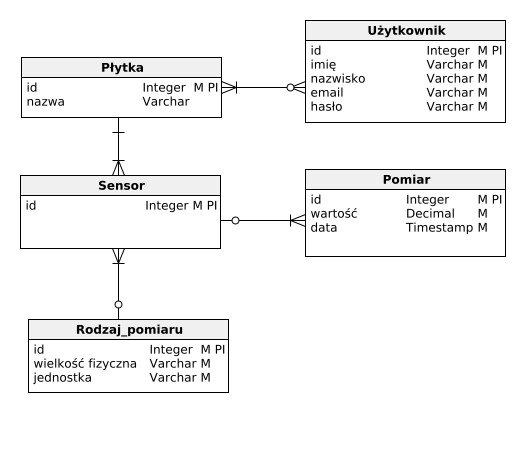 Użytkownik
id Integer M PI
imię Varchar M
nazwisko Varchar M
email Varchar M
hasło Varchar M
Płytka
id Integer M PI
nazwa Varchar
Sensor
id Integer M PI
Pomiar
id Integer M PI
wartość Decimal M
data Timestamp M
Rodzaj_pomiaru
id Integer M PI
wielkość fizyczna Varchar M
jednostka Varchar M